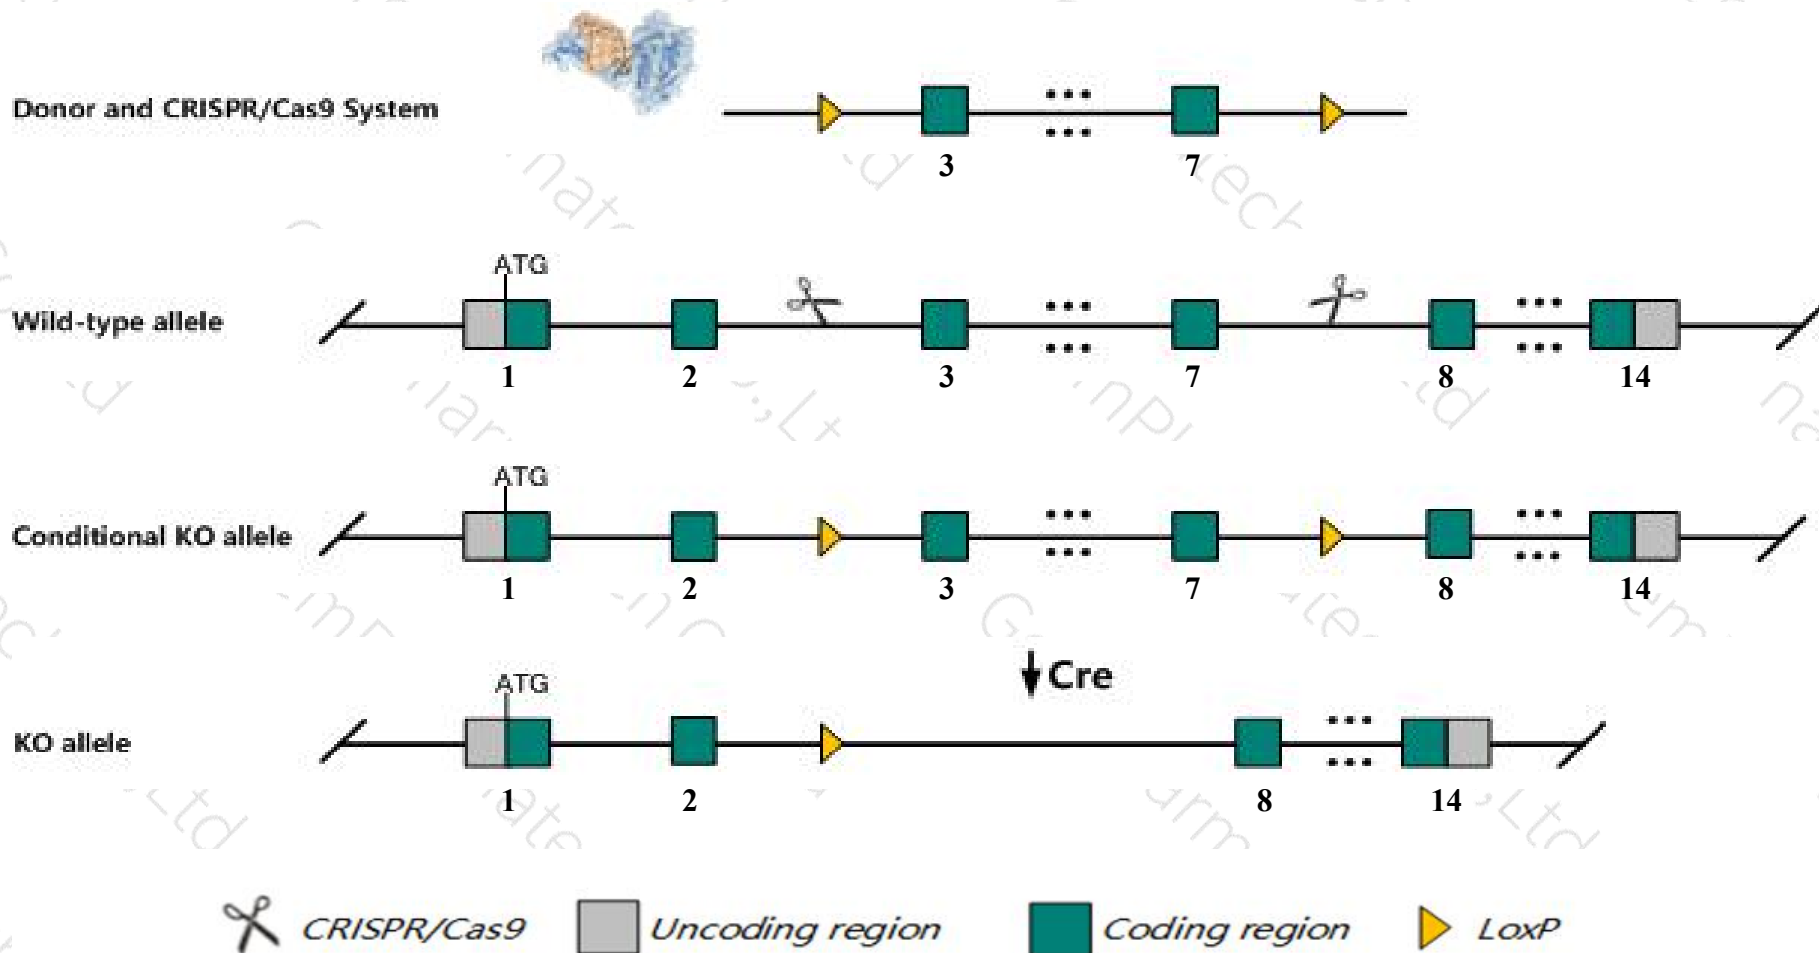 Donor and CRISPR/Cas9 System
3 7
ATG
Wild-type allele
1 2 3 7 8 14
ATG
Conditional KO allele
1 2 3 7 8 14
Cre
ATG
KO allele
1 2 8 14
CRISPR/Cas9 Uncoding region Coding region LoxP